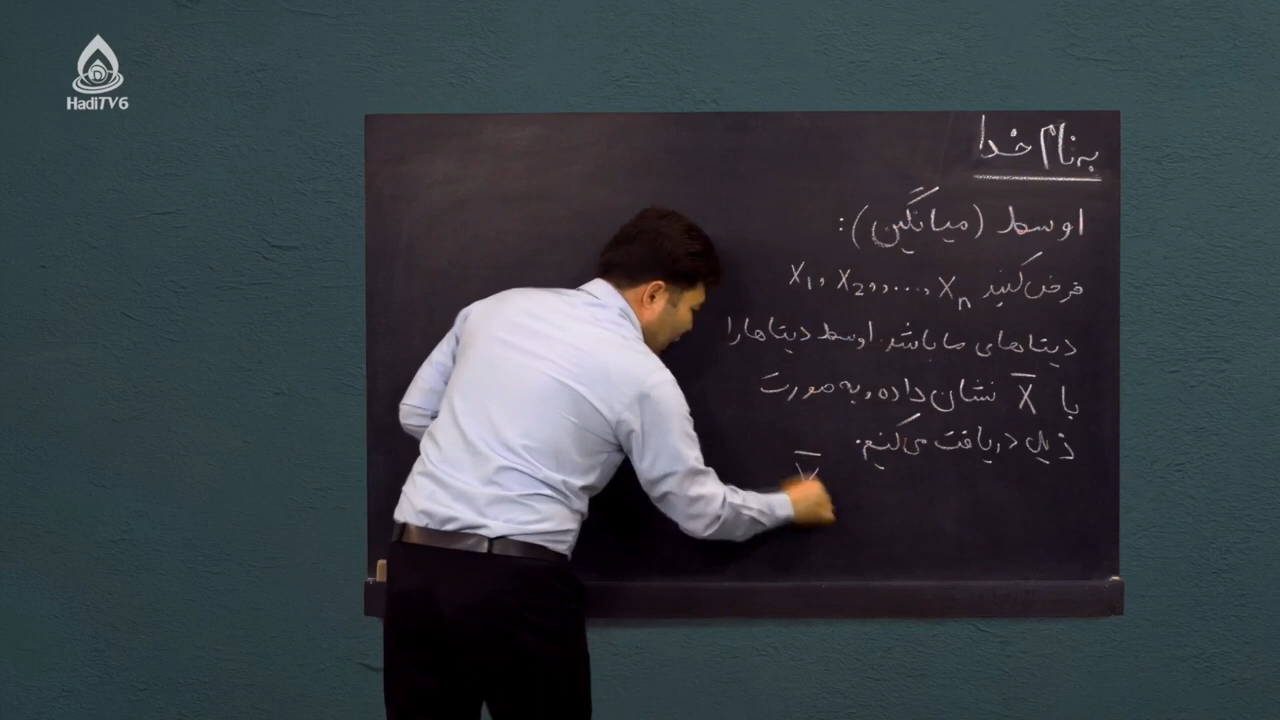 HadiTV6
به نام خدا
اوسط (میانگین):
فرض کنید X₁, X₂, ..., Xₙ
دیتاهای ما باشد. اوسط دیتاها را
با X̄ نشان داده و به صورت
ذیل دریافت می‌کنیم.
X̄